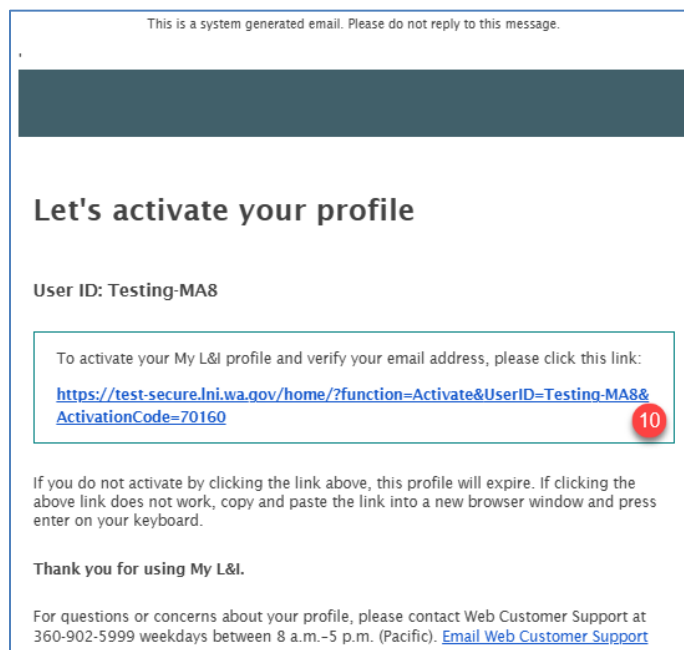 This is a system generated email. Please do not reply to this message.
,
Let's activate your profile
User ID: Testing-MA8
To activate your My L&I profile and verify your email address, please click this link:
https://test-secure.lni.wa.gov/home/?function=Activate&UserID=Testing-MA8&
ActivationCode=70160
10
If you do not activate by clicking the link above, this profile will expire. If clicking the
above link does not work, copy and paste the link into a new browser window and press
enter on your keyboard.
Thank you for using My L&I.
For questions or concerns about your profile, please contact Web Customer Support at
360-902-5999 weekdays between 8 a.m.–5 p.m. (Pacific). Email Web Customer Support